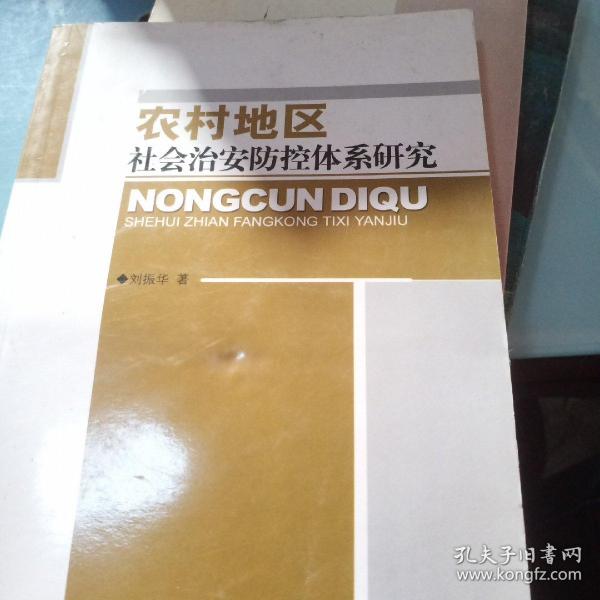 农村地区
社会治安防控体系研究
NONGCUN DIQU
SHEHUI ZHIAN FANGKONG TIXI YANJIU
◆刘振华 著
孔夫子旧书网
www.kongfz.com